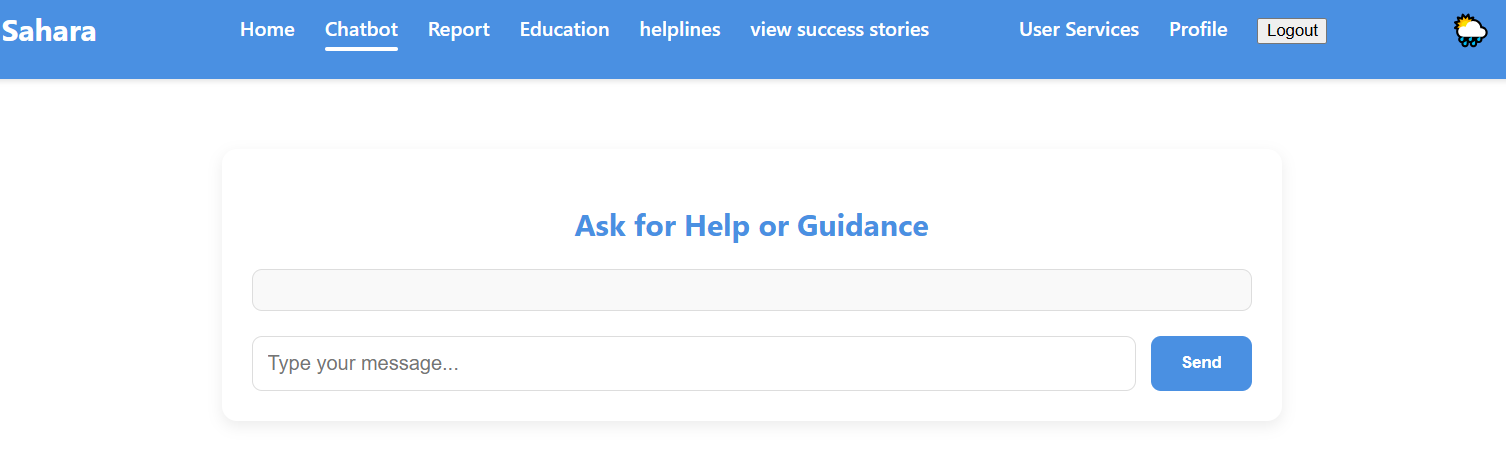 Sahara Home Chatbot Report Education helplines view success stories User Services Profile Logout
Ask for Help or Guidance
Type your message... Send